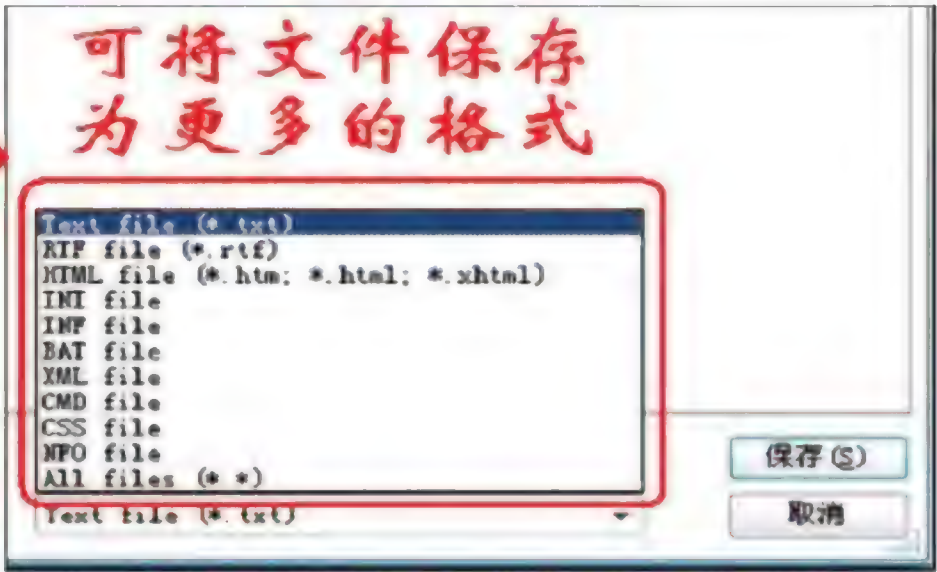 可将文件保存
为更多的格式
Text file (*.txt)
RTF file (*.rtf)
HTML file (*.htm; *.html; *.xhtml)
INI file
INF file
BAT file
XML file
CMD file
CSS file
NFO file
All files (*.*)
Text file (*.txt)
保存(S)
取消